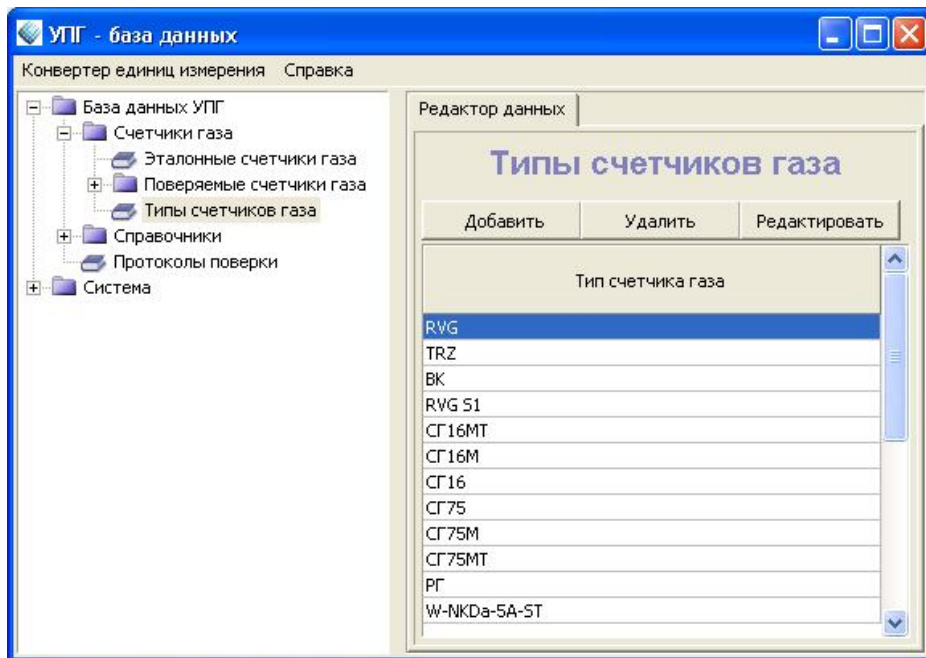 УПГ - база данных
Конвертер единиц измерения Справка
База данных УПГ
Счетчики газа
Эталонные счетчики газа
Поверяемые счетчики газа
Типы счетчиков газа
Справочники
Протоколы поверки
Система
Редактор данных
Типы счетчиков газа
Добавить Удалить Редактировать
Тип счетчика газа
RVG
TRZ
ВК
RVG S1
СГ16МТ
СГ16М
СГ16
СГ75
СГ75М
СГ75МТ
РГ
W-NKDa-5A-ST